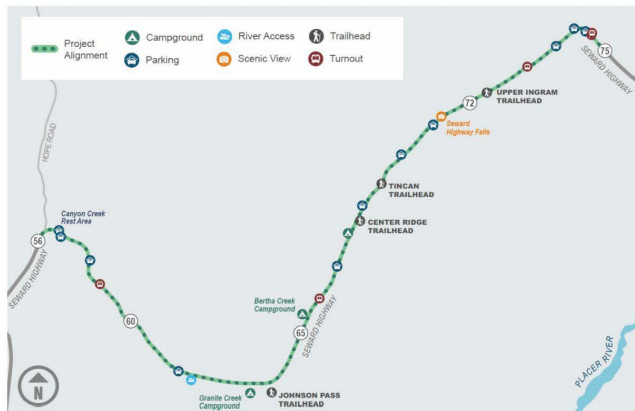 Project
Alignment
Campground
Parking
River Access
Scenic View
Trailhead
Turnout
75
SEWARD HIGHWAY
72
UPPER INGRAM
TRAILHEAD
Seward
Highway Falls
HOPE ROAD
TINCAN
TRAILHEAD
Canyon Creek
Rest Area
CENTER RIDGE
TRAILHEAD
56
SEWARD HIGHWAY
Bertha Creek
Campground
60
65
SEWARD HIGHWAY
PLACER RIVER
N
Granite Creek
Campground
JOHNSON PASS
TRAILHEAD